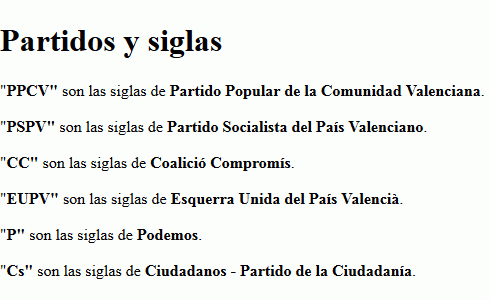 Partidos y siglas
"PPCV" son las siglas de Partido Popular de la Comunidad Valenciana.
"PSPV" son las siglas de Partido Socialista del País Valenciano.
"CC" son las siglas de Coalició Compromís.
"EUPV" son las siglas de Esquerra Unida del País Valencià.
"P" son las siglas de Podemos.
"Cs" son las siglas de Ciudadanos - Partido de la Ciudadanía.